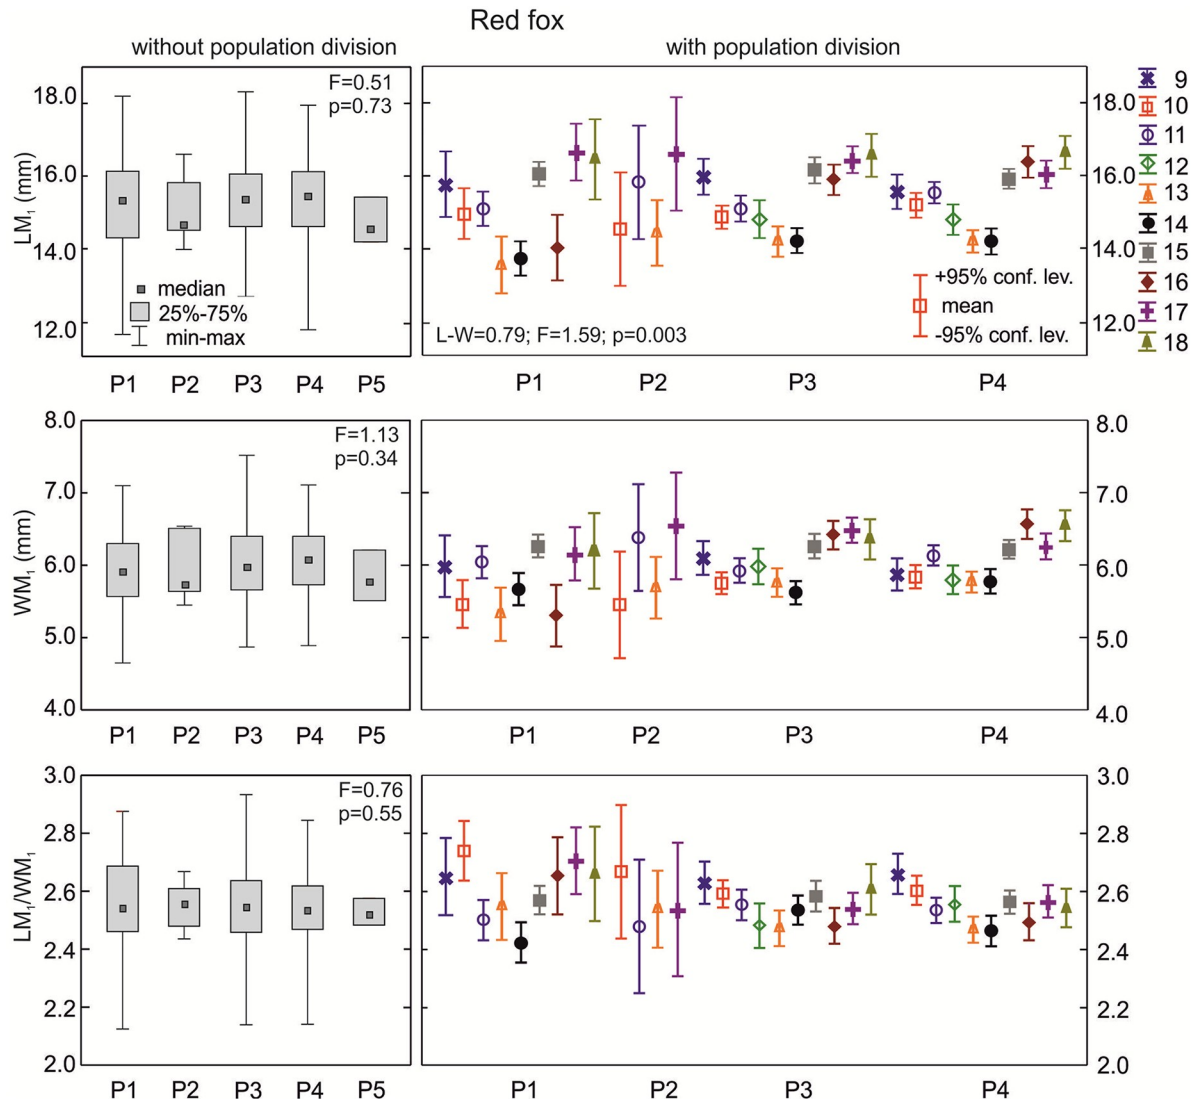 Red fox
without population division
with population division
LM1 (mm)
18.0
16.0
14.0
12.0
F=0.51
p=0.73
median
25%-75%
min-max
P1 P2 P3 P4 P5
L-W=0.79; F=1.59; p=0.003
+95% conf. lev.
mean
-95% conf. lev.
P1 P2 P3 P4
18.0
16.0
14.0
12.0
9
10
11
12
13
14
15
16
17
18
WM1 (mm)
8.0
7.0
6.0
5.0
4.0
F=1.13
p=0.34
P1 P2 P3 P4 P5
P1 P2 P3 P4
8.0
7.0
6.0
5.0
4.0
LM1/WM1
3.0
2.8
2.6
2.4
2.2
2.0
F=0.76
p=0.55
P1 P2 P3 P4 P5
P1 P2 P3 P4
3.0
2.8
2.6
2.4
2.2
2.0